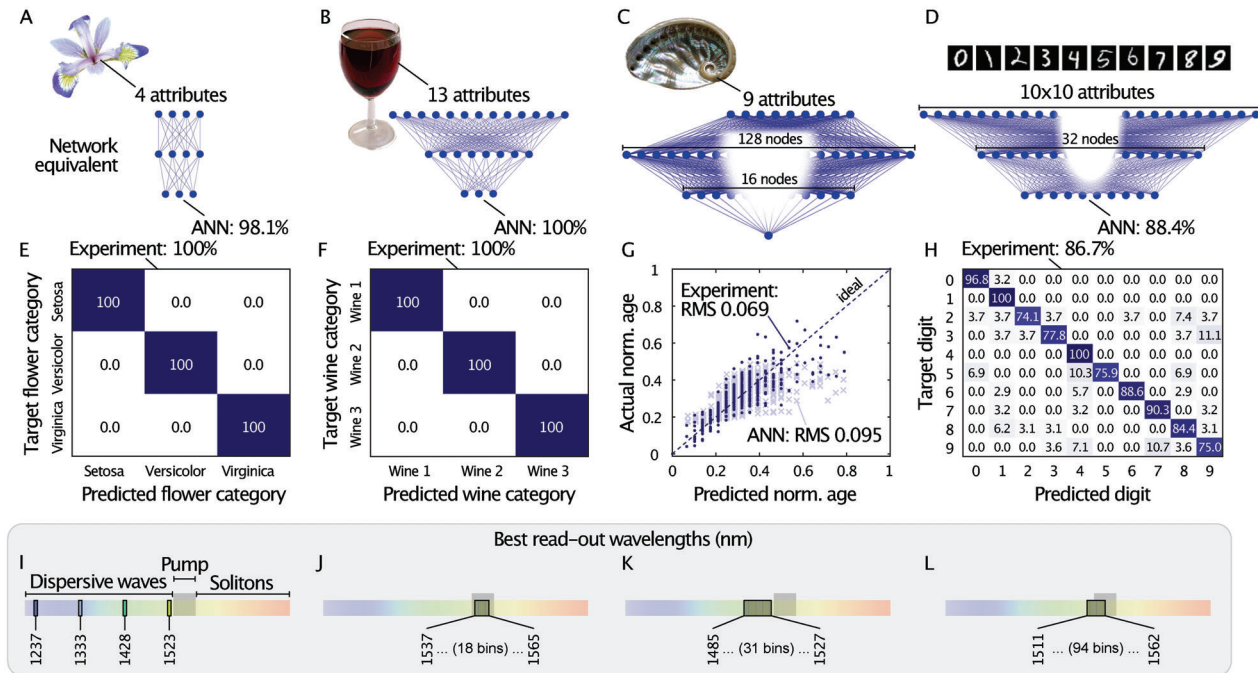 A
B
C
D
4 attributes
13 attributes
9 attributes
10x10 attributes
Network
equivalent
128 nodes
16 nodes
32 nodes
ANN: 98.1%
ANN: 100%
ANN: 88.4%
E
Experiment: 100%
Target flower category
Setosa
Versicolor
Virginica
100 0.0 0.0
0.0 100 0.0
0.0 0.0 100
Setosa Versicolor Virginica
Predicted flower category
F
Experiment: 100%
Target wine category
Wine 1
Wine 2
Wine 3
100 0.0 0.0
0.0 100 0.0
0.0 0.0 100
Wine 1 Wine 2 Wine 3
Predicted wine category
G
Actual norm. age
1
0.8
0.6
0.4
0.2
0
Experiment:
RMS 0.069
ideal
ANN: RMS 0.095
0 0.2 0.4 0.6 0.8 1
Predicted norm. age
Experiment: 86.7%
H
Target digit
0 96.8 3.2 0.0 0.0 0.0 0.0 0.0 0.0 0.0 0.0
1 0.0 100 0.0 0.0 0.0 0.0 0.0 0.0 0.0 0.0
2 3.7 3.7 74.1 3.7 0.0 0.0 3.7 0.0 7.4 3.7
3 0.0 3.7 0.0 77.8 0.0 0.0 0.0 3.7 3.7 11.1
4 0.0 0.0 0.0 0.0 100 0.0 0.0 0.0 0.0 0.0
5 6.9 0.0 0.0 0.0 10.3 75.9 0.0 0.0 6.9 0.0
6 0.0 2.9 0.0 0.0 5.7 0.0 88.6 0.0 2.9 0.0
7 0.0 3.2 0.0 0.0 3.2 0.0 0.0 90.3 0.0 3.2
8 0.0 6.2 3.1 3.1 0.0 0.0 0.0 0.0 84.4 3.1
9 0.0 0.0 0.0 3.6 7.1 0.0 0.0 10.7 3.6 75.0
0 1 2 3 4 5 6 7 8 9
Predicted digit
0 1 2 3 4 5 6 7 8 9
Best read-out wavelengths (nm)
I
Dispersive waves
Pump
Solitons
1237
1333
1428
1523
J
1537 ... (18 bins) ... 1565
K
1485 ... (31 bins) ... 1527
L
1511 ... (94 bins) ... 1562